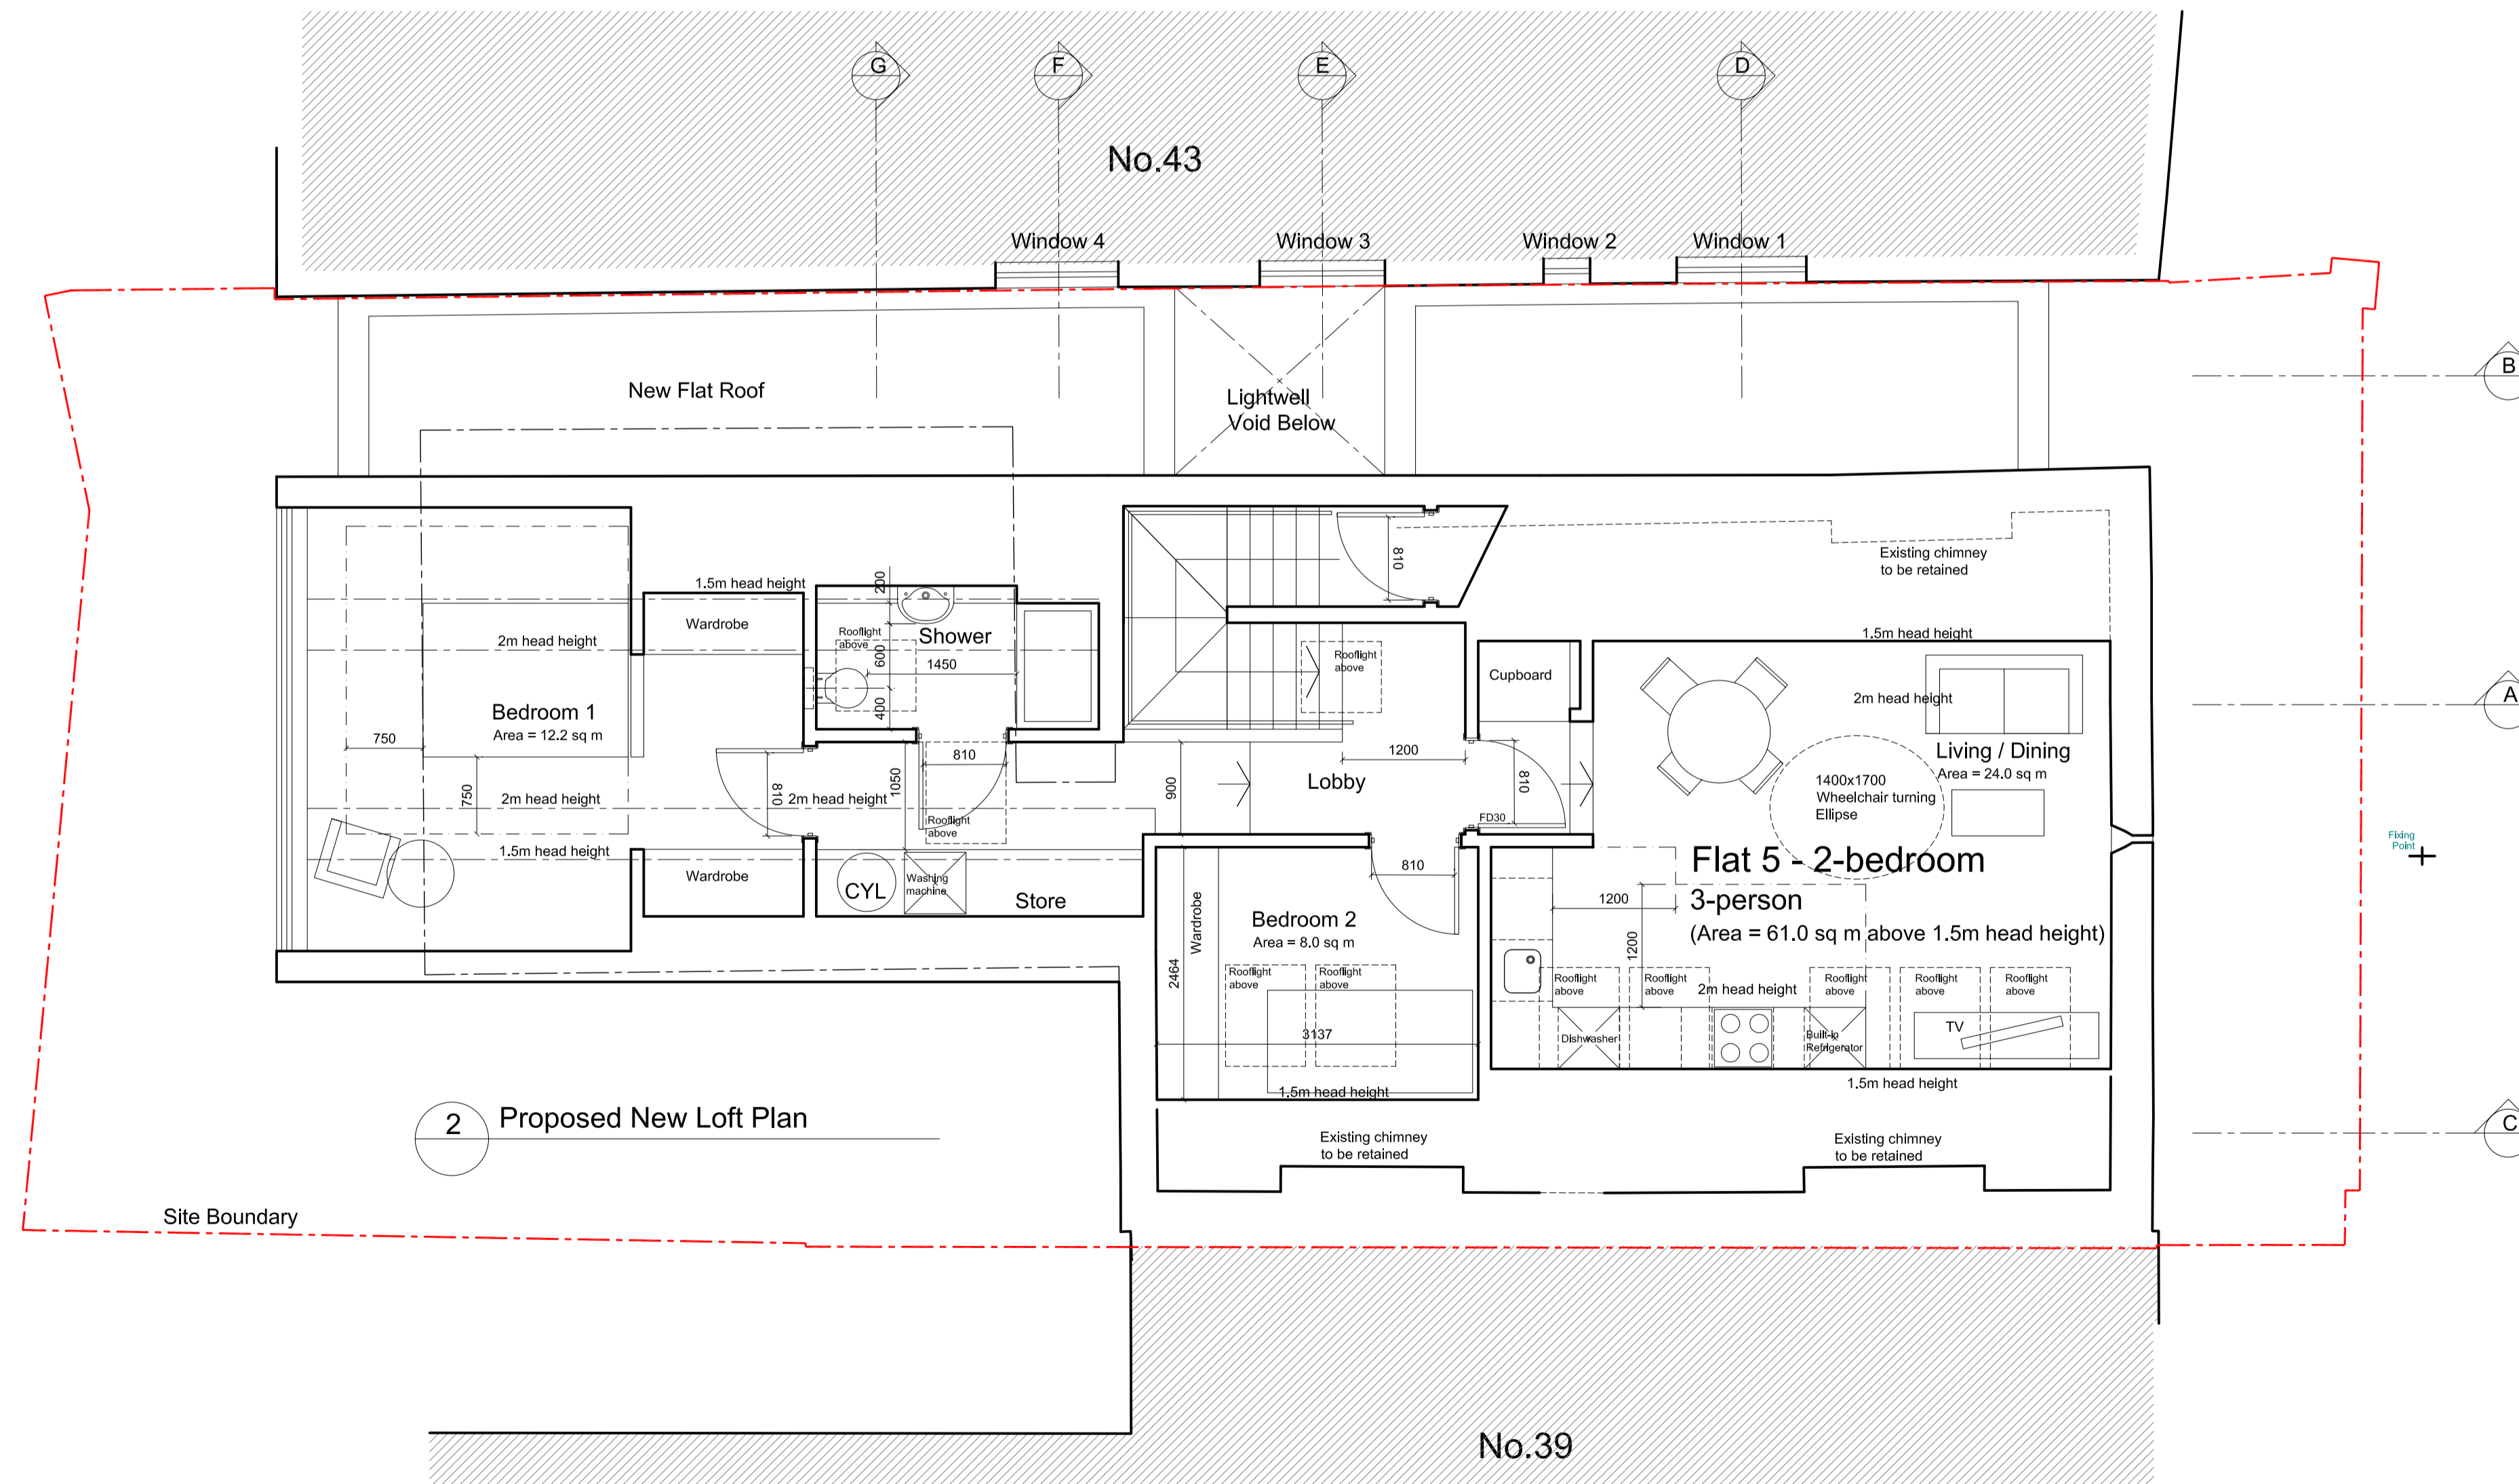 G
F
E
D
No.43
Window 4
Window 3
Window 2
Window 1
B
New Flat Roof
Lightwell
Void Below
810
Existing chimney
to be retained
1.5m head height
200
Wardrobe
Rooflight
above
Shower
2m head height
600
1450
Rooflight
above
1.5m head height
Cupboard
2m head height
A
Bedroom 1
Area = 12.2 sq m
400
750
810
1200
Living / Dining
Area = 24.0 sq m
750
810
2m head height
2m head height
1050
900
Lobby
810
1400x1700
Wheelchair turning
Ellipse
Rooflight
above
FD30
Fixing
Point
1.5m head height
Wardrobe
CYL
Washing
machine
Store
810
Flat 5 - 2-bedroom
3-person
(Area = 61.0 sq m above 1.5m head height)
1200
1200
Wardrobe
Bedroom 2
Area = 8.0 sq m
2464
Rooflight
above
Rooflight
above
Rooflight
above
Rooflight
above
2m head height
Rooflight
above
Rooflight
above
Rooflight
above
3137
Dishwasher
Built-in
Refrigerator
TV
1.5m head height
1.5m head height
2
Proposed New Loft Plan
Existing chimney
to be retained
Existing chimney
to be retained
C
Site Boundary
No.39